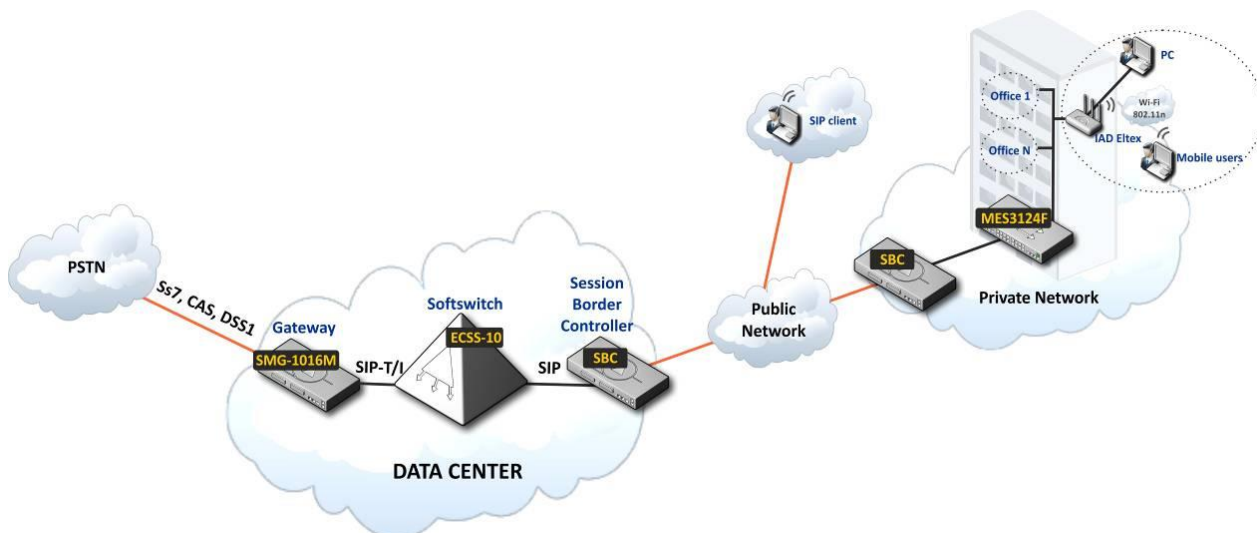 PSTN
Ss7, CAS, DSS1
Gateway
SMG-1016M
SIP-T/I
Softswitch
ECSS-10
SIP
Session
Border
Controller
SBC
DATA CENTER
SIP client
Public
Network
SBC
MES3124F
Private Network
Office 1
Office N
PC
Wi-Fi
802.11n
IAD Eltex
Mobile users